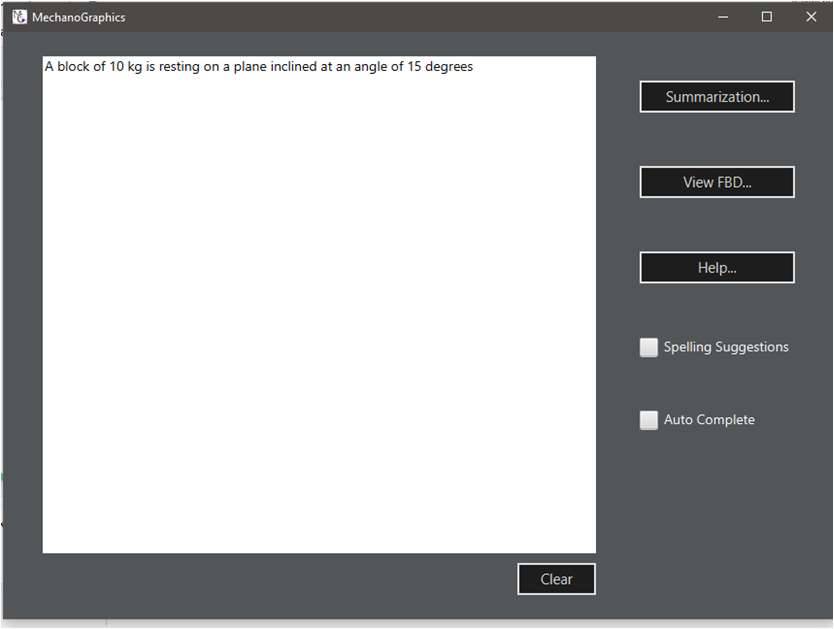 MechanoGraphics
A block of 10 kg is resting on a plane inclined at an angle of 15 degrees
Summarization...
View FBD...
Help...
Spelling Suggestions
Auto Complete
Clear